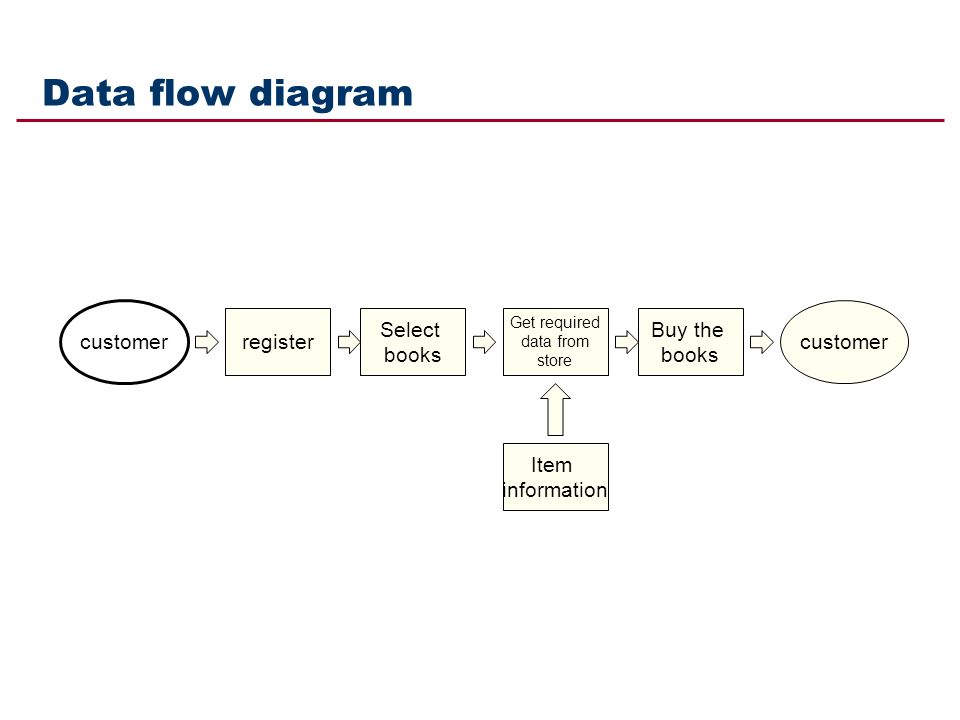 Data flow diagram
customer
register
Select
books
Get required
data from
store
Buy the
books
customer
Item
information